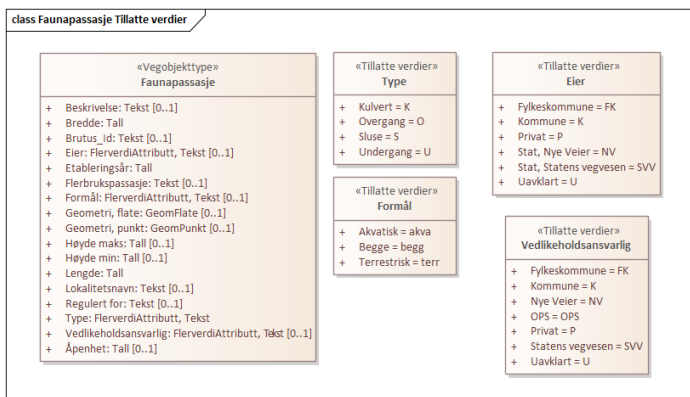 class Faunapassasje Tillatte verdier
«Vegobjekttype»
Faunapassasje
+ Beskrivelse: Tekst [0..1]
+ Bredde: Tall
+ Brutus_Id: Tekst [0..1]
+ Eier: FlerverdiAttributt, Tekst [0..1]
+ Etableringsår: Tall
+ Flerbrukspassasje: Tekst [0..1]
+ Formål: FlerverdiAttributt, Tekst [0..1]
+ Geometri, flate: GeomFlate [0..1]
+ Geometri, punkt: GeomPunkt [0..1]
+ Høyde maks: Tall [0..1]
+ Høyde min: Tall [0..1]
+ Lengde: Tall
+ Lokalitetsnavn: Tekst [0..1]
+ Regulert for: Tekst [0..1]
+ Type: FlerverdiAttributt, Tekst
+ Vedlikeholdsansvarlig: FlerverdiAttributt, Tekst [0..1]
+ Åpenhet: Tall [0..1]
«Tillatte verdier»
Type
+ Kulvert = K
+ Overgang = O
+ Sluse = S
+ Undergang = U
«Tillatte verdier»
Formål
+ Akvatisk = akva
+ Begge = begg
+ Terrestrisk = terr
«Tillatte verdier»
Eier
+ Fylkeskommune = FK
+ Kommune = K
+ Privat = P
+ Stat, Nye Veier = NV
+ Stat, Statens vegvesen = SVV
+ Uavklart = U
«Tillatte verdier»
Vedlikeholdsansvarlig
+ Fylkeskommune = FK
+ Kommune = K
+ Nye Veier = NV
+ OPS = OPS
+ Privat = P
+ Statens vegvesen = SVV
+ Uavklart = U